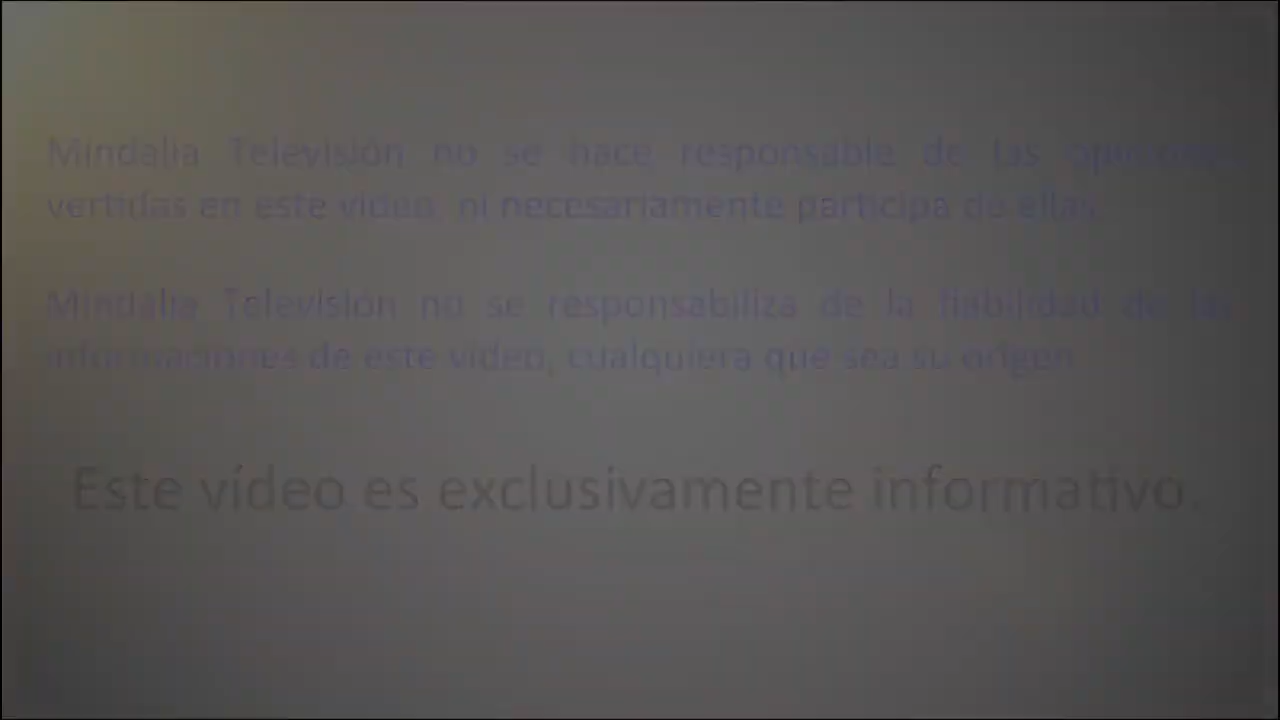 Mindalia Televisión no se hace responsable de las opiniones
vertidas en este video, ni necesariamente participa de ellas.
Mindalia Televisión no se responsabiliza de la fiabilidad de las
informaciones de este video, cualquiera que sea su origen.
Este vídeo es exclusivamente informativo.